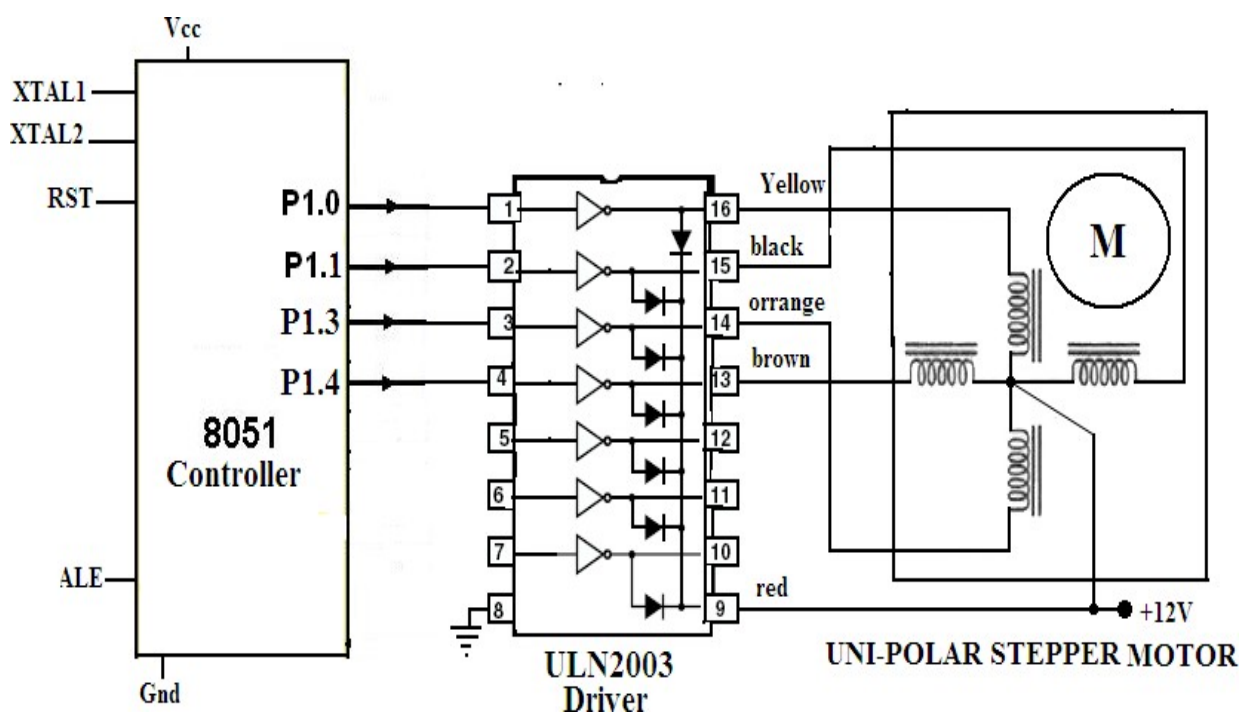 Vcc
XTAL1
XTAL2
RST
P1.0
P1.1
P1.3
P1.4
8051
Controller
ALE
Gnd
1
2
3
4
5
6
7
8
16
15
14
13
12
11
10
9
ULN2003
Driver
Yellow
black
orrange
brown
red
M
+12V
UNI-POLAR STEPPER MOTOR